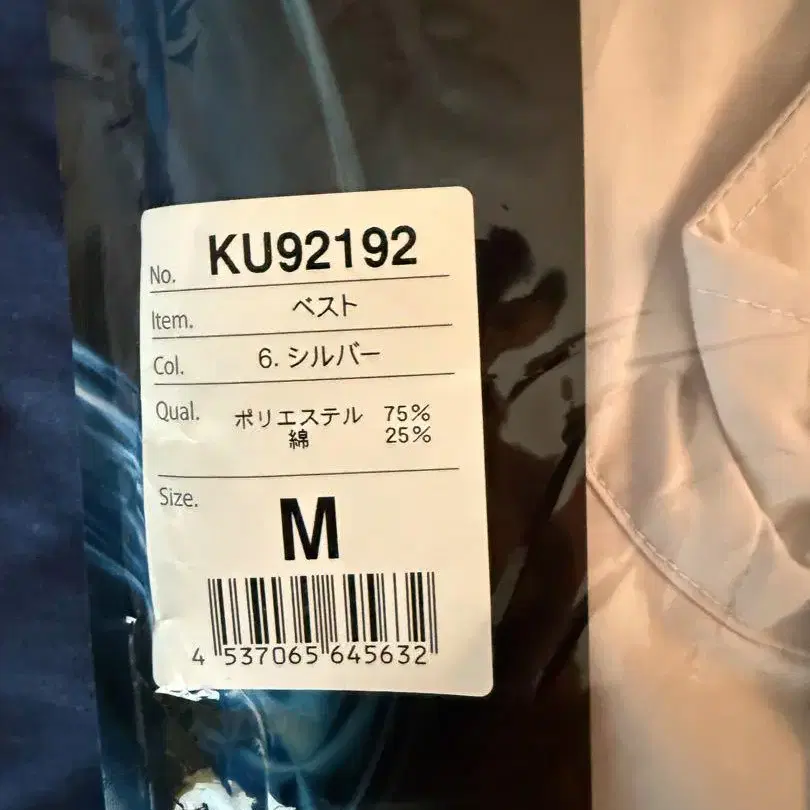 No. KU92192
Item. ベスト
Col. 6. シルバー
Qual. ポリエステル 75%
綿 25%
Size.
M
4 537065 645632